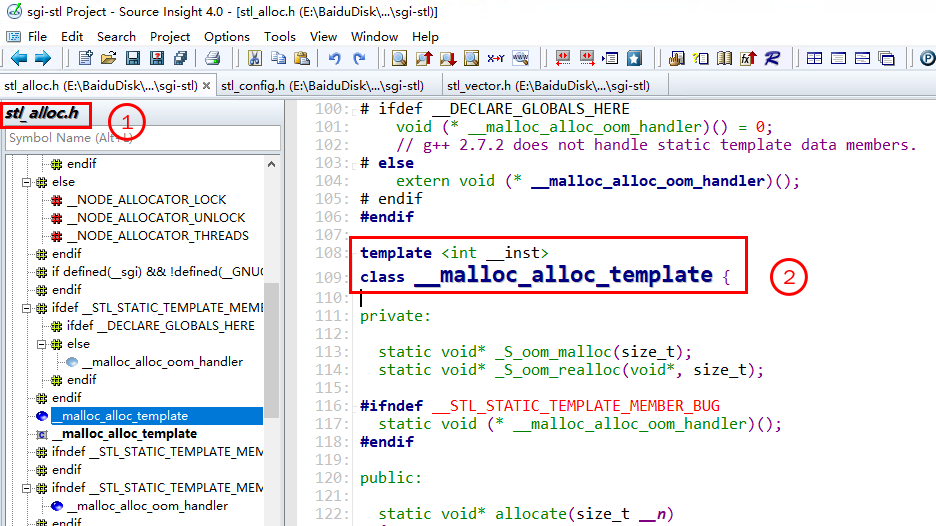 sgi-stl Project - Source Insight 4.0 - [stl_alloc.h (E:\BaiduDisk\...\sgi-stl)]
File Edit Search Project Options Tools View Window Help
stl_alloc.h (E:\BaiduDisk\...\sgi-stl) × stl_config.h (E:\BaiduDisk\...\sgi-stl) stl_vector.h (E:\BaiduDisk\...\sgi-stl)
stl_alloc.h
1
Symbol Name (Alt+L)
endif
else
__NODE_ALLOCATOR_LOCK
__NODE_ALLOCATOR_UNLOCK
__NODE_ALLOCATOR_THREADS
endif
if defined(__sgi) && !defined(__GNUC
endif
ifdef __STL_STATIC_TEMPLATE_MEME
ifdef __DECLARE_GLOBALS_HERE
else
__malloc_alloc_oom_handler
endif
endif
__malloc_alloc_template
__malloc_alloc_template
ifndef __STL_STATIC_TEMPLATE_MEM
endif
ifndef __STL_STATIC_TEMPLATE_MEM
__malloc_alloc_oom_handler
endif
100: # ifdef __DECLARE_GLOBALS_HERE
101: void (* __malloc_alloc_oom_handler)() = 0;
102: // g++ 2.7.2 does not handle static template data members.
103: # else
104: extern void (* __malloc_alloc_oom_handler)();
105: # endif
106: #endif
107:
108: template <int __inst>
109: class __malloc_alloc_template {
2
110:
111: private:
112:
113: static void* _S_oom_malloc(size_t);
114: static void* _S_oom_realloc(void*, size_t);
115:
116: #ifndef __STL_STATIC_TEMPLATE_MEMBER_BUG
117: static void (* __malloc_alloc_oom_handler)();
118: #endif
119:
120: public:
121:
122: static void* allocate(size_t __n)